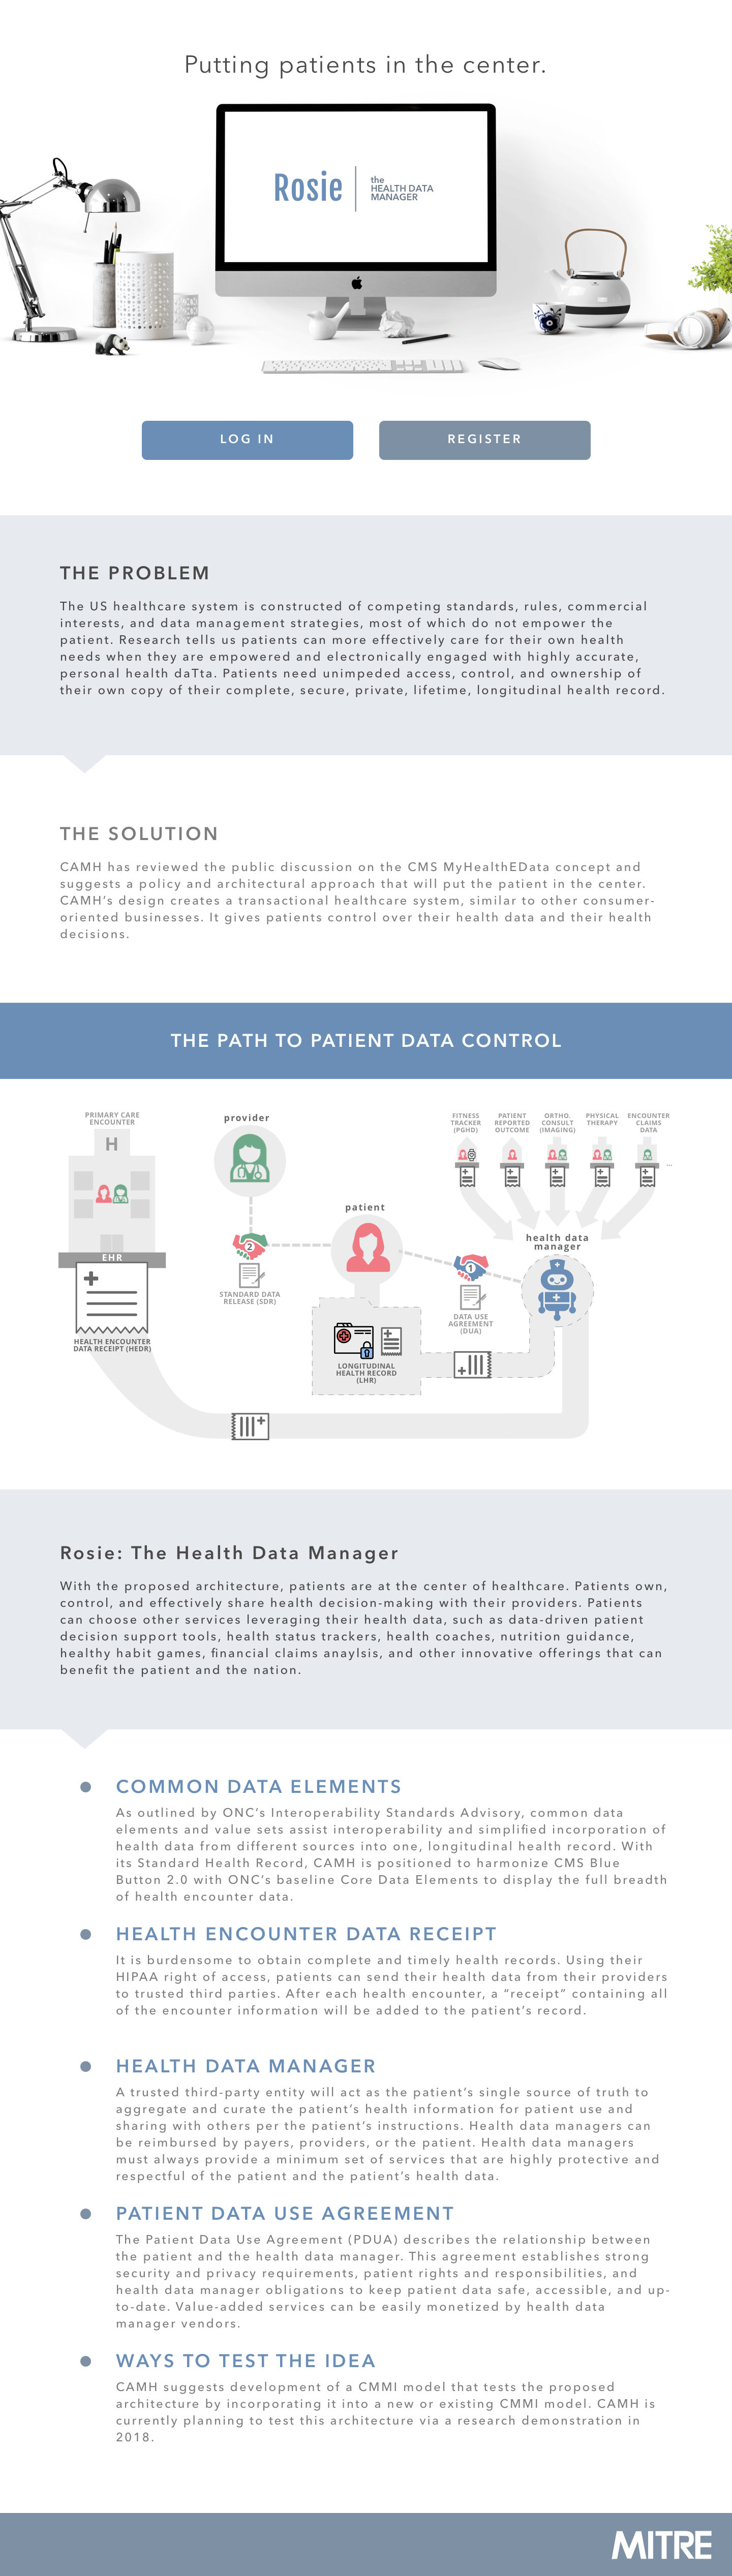 Putting patients in the center.
Rosie
the
HEALTH DATA
MANAGER
LOG IN
REGISTER
THE PROBLEM
The US healthcare system is constructed of competing standards, rules, commercial
interests, and data management strategies, most of which do not empower the
patient. Research tells us patients can more effectively care for their own health
needs when they are empowered and electronically engaged with highly accurate,
personal health daTta. Patients need unimpeded access, control, and ownership of
their own copy of their complete, secure, private, lifetime, longitudinal health record.
THE SOLUTION
CAMH has reviewed the public discussion on the CMS MyHealthEData concept and
suggests a policy and architectural approach that will put the patient in the center.
CAMH’s design creates a transactional healthcare system, similar to other consumer-
oriented businesses. It gives patients control over their health data and their health
decisions.
THE PATH TO PATIENT DATA CONTROL
PRIMARY CARE
ENCOUNTER
H
EHR
HEALTH ENCOUNTER
DATA RECEIPT (HEDR)
provider
2
STANDARD DATA
RELEASE (SDR)
patient
LONGITUDINAL
HEALTH RECORD
(LHR)
1
DATA USE
AGREEMENT
(DUA)
FITNESS
TRACKER
(PGHD)
PATIENT
REPORTED
OUTCOME
ORTHO.
CONSULT
(IMAGING)
PHYSICAL
THERAPY
ENCOUNTER
CLAIMS
DATA
...
health data
manager
Rosie: The Health Data Manager
With the proposed architecture, patients are at the center of healthcare. Patients own,
control, and effectively share health decision-making with their providers. Patients
can choose other services leveraging their health data, such as data-driven patient
decision support tools, health status trackers, health coaches, nutrition guidance,
healthy habit games, financial claims anaylsis, and other innovative offerings that can
benefit the patient and the nation.
COMMON DATA ELEMENTS
As outlined by ONC’s Interoperability Standards Advisory, common data
elements and value sets assist interoperability and simplified incorporation of
health data from different sources into one, longitudinal health record. With
its Standard Health Record, CAMH is positioned to harmonize CMS Blue
Button 2.0 with ONC’s baseline Core Data Elements to display the full breadth
of health encounter data.
HEALTH ENCOUNTER DATA RECEIPT
It is burdensome to obtain complete and timely health records. Using their
HIPAA right of access, patients can send their health data from their providers
to trusted third parties. After each health encounter, a “receipt” containing all
of the encounter information will be added to the patient’s record.
HEALTH DATA MANAGER
A trusted third-party entity will act as the patient’s single source of truth to
aggregate and curate the patient’s health information for patient use and
sharing with others per the patient’s instructions. Health data managers can
be reimbursed by payers, providers, or the patient. Health data managers
must always provide a minimum set of services that are highly protective and
respectful of the patient and the patient’s health data.
PATIENT DATA USE AGREEMENT
The Patient Data Use Agreement (PDUA) describes the relationship between
the patient and the health data manager. This agreement establishes strong
security and privacy requirements, patient rights and responsibilities, and
health data manager obligations to keep patient data safe, accessible, and up-
to-date. Value-added services can be easily monetized by health data
manager vendors.
WAYS TO TEST THE IDEA
CAMH suggests development of a CMMI model that tests the proposed
architecture by incorporating it into a new or existing CMMI model. CAMH is
currently planning to test this architecture via a research demonstration in
2018.
MITRE